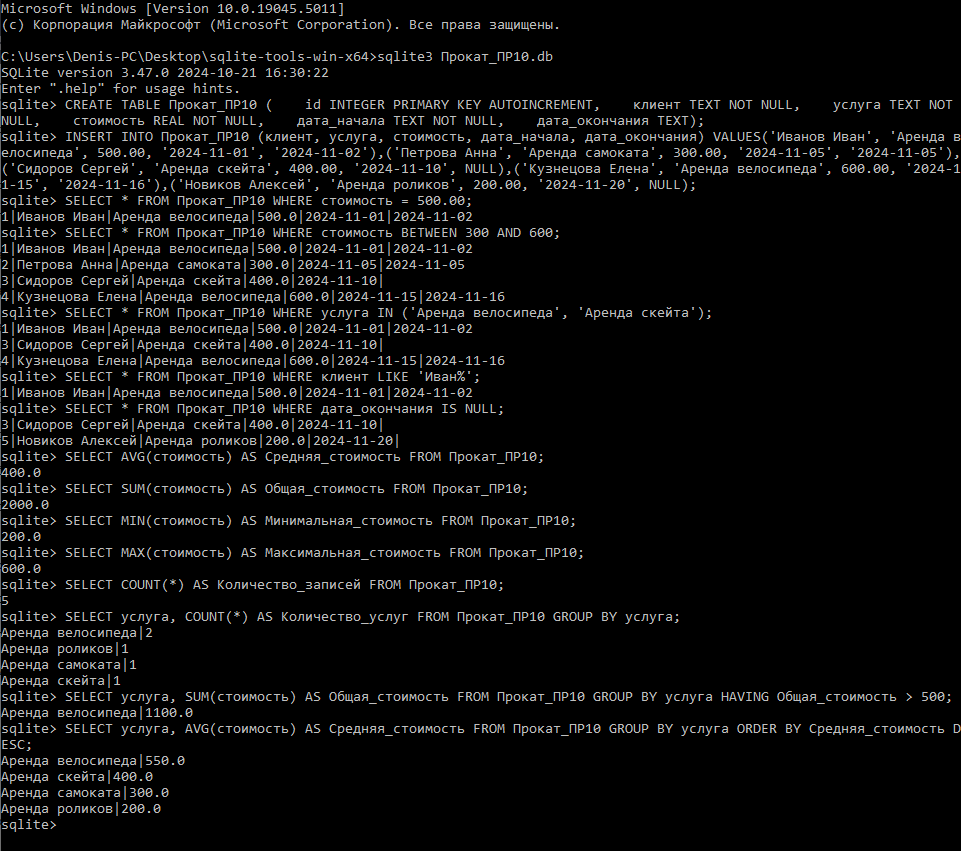 Microsoft Windows [Version 10.0.19045.5011]
(c) Корпорация Майкрософт (Microsoft Corporation). Все права защищены.
C:\Users\Denis-PC\Desktop\sqlite-tools-win-x64>sqlite3 Прокат_ПР10.db
SQLite version 3.47.0 2024-10-21 16:30:22
Enter ".help" for usage hints.
sqlite> CREATE TABLE Прокат_ПР10 (    id INTEGER PRIMARY KEY AUTOINCREMENT,    клиент TEXT NOT NULL,    услуга TEXT NOT
NULL,    стоимость REAL NOT NULL,    дата_начала TEXT NOT NULL,    дата_окончания TEXT);
sqlite> INSERT INTO Прокат_ПР10 (клиент, услуга, стоимость, дата_начала, дата_окончания) VALUES('Иванов Иван', 'Аренда в
елосипеда', 500.00, '2024-11-01', '2024-11-02'),('Петрова Анна', 'Аренда самоката', 300.00, '2024-11-05', '2024-11-05'),
('Сидоров Сергей', 'Аренда скейта', 400.00, '2024-11-10', NULL),('Кузнецова Елена', 'Аренда велосипеда', 600.00, '2024-1
1-15', '2024-11-16'),('Новиков Алексей', 'Аренда роликов', 200.00, '2024-11-20', NULL);
sqlite> SELECT * FROM Прокат_ПР10 WHERE стоимость = 500.00;
1|Иванов Иван|Аренда велосипеда|500.0|2024-11-01|2024-11-02
sqlite> SELECT * FROM Прокат_ПР10 WHERE стоимость BETWEEN 300 AND 600;
1|Иванов Иван|Аренда велосипеда|500.0|2024-11-01|2024-11-02
2|Петрова Анна|Аренда самоката|300.0|2024-11-05|2024-11-05
3|Сидоров Сергей|Аренда скейта|400.0|2024-11-10|
4|Кузнецова Елена|Аренда велосипеда|600.0|2024-11-15|2024-11-16
sqlite> SELECT * FROM Прокат_ПР10 WHERE услуга IN ('Аренда велосипеда', 'Аренда скейта');
1|Иванов Иван|Аренда велосипеда|500.0|2024-11-01|2024-11-02
3|Сидоров Сергей|Аренда скейта|400.0|2024-11-10|
4|Кузнецова Елена|Аренда велосипеда|600.0|2024-11-15|2024-11-16
sqlite> SELECT * FROM Прокат_ПР10 WHERE клиент LIKE 'Иван%';
1|Иванов Иван|Аренда велосипеда|500.0|2024-11-01|2024-11-02
sqlite> SELECT * FROM Прокат_ПР10 WHERE дата_окончания IS NULL;
3|Сидоров Сергей|Аренда скейта|400.0|2024-11-10|
5|Новиков Алексей|Аренда роликов|200.0|2024-11-20|
sqlite> SELECT AVG(стоимость) AS Средняя_стоимость FROM Прокат_ПР10;
400.0
sqlite> SELECT SUM(стоимость) AS Общая_стоимость FROM Прокат_ПР10;
2000.0
sqlite> SELECT MIN(стоимость) AS Минимальная_стоимость FROM Прокат_ПР10;
200.0
sqlite> SELECT MAX(стоимость) AS Максимальная_стоимость FROM Прокат_ПР10;
600.0
sqlite> SELECT COUNT(*) AS Количество_записей FROM Прокат_ПР10;
5
sqlite> SELECT услуга, COUNT(*) AS Количество_услуг FROM Прокат_ПР10 GROUP BY услуга;
Аренда велосипеда|2
Аренда роликов|1
Аренда самоката|1
Аренда скейта|1
sqlite> SELECT услуга, SUM(стоимость) AS Общая_стоимость FROM Прокат_ПР10 GROUP BY услуга HAVING Общая_стоимость > 500;
Аренда велосипеда|1100.0
sqlite> SELECT услуга, AVG(стоимость) AS Средняя_стоимость FROM Прокат_ПР10 GROUP BY услуга ORDER BY Средняя_стоимость D
ESC;
Аренда велосипеда|550.0
Аренда скейта|400.0
Аренда самоката|300.0
Аренда роликов|200.0
sqlite>